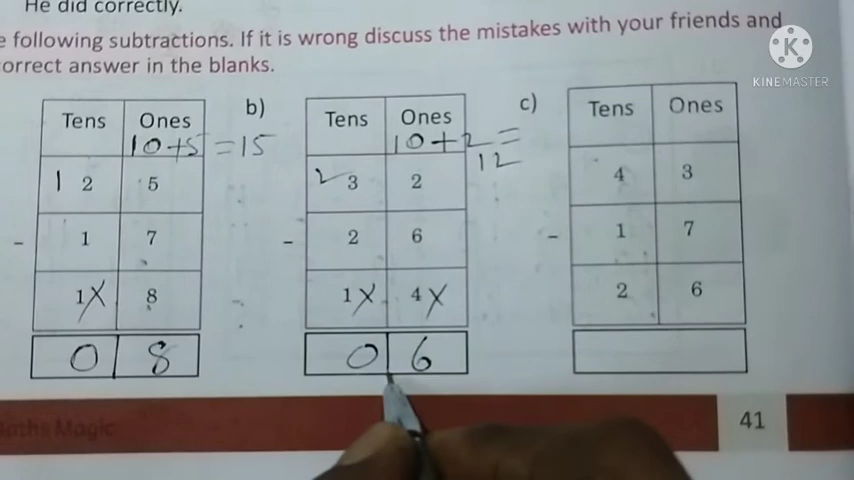 He did correctly.
e following subtractions. If it is wrong discuss the mistakes with your friends and
orrect answer in the blanks.
K
KINEMASTER
Tens Ones
10+5 = 15
1 2 5
- 1 7
1 X 8
0 8
b)
Tens Ones
10+2 =
12
2 3 2
- 2 6
1 X 4 X
0 6
c)
Tens Ones
4 3
- 1 7
2 6
Maths Magic
41